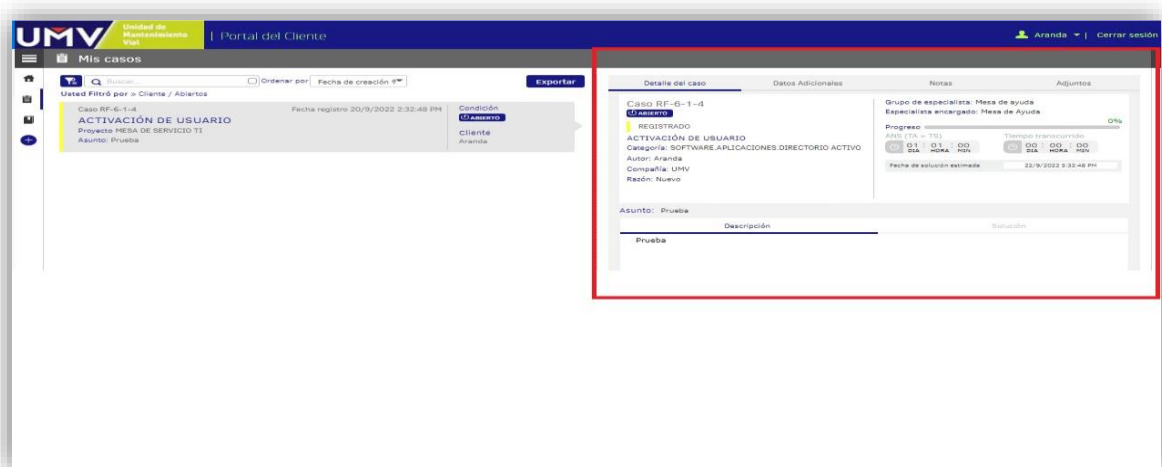 UMV Unidad de Mantenimiento Vial | Portal del Cliente Aranda | Cerrar sesión
Mis casos
Buscar... Ordenar por Fecha de creación Exportar
Usted Filtró por » Cliente / Abiertos
Caso RF-6-1-4 Fecha registro 20/9/2022 2:32:48 PM Condición
ACTIVACIÓN DE USUARIO ABIERTO
Proyecto MESA DE SERVICIO TI Cliente
Asunto: Prueba Aranda
Detalle del caso Datos Adicionales Notas Adjuntos
Caso RF-6-1-4
ABIERTO
REGISTRADO
ACTIVACIÓN DE USUARIO
Categoría: SOFTWARE.APLICACIONES.DIRECTORIO ACTIVO
Autor: Aranda
Compañía: UMV
Razón: Nuevo
Grupo de especialista: Mesa de ayuda
Especialista encargado: Mesa de Ayuda
0%
Progreso
ANS (TA + TS) Tiempo transcurrido
01 : 01 : 00 00 : 00 : 00
DIA HORA MIN DIA HORA MIN
Fecha de solución estimada 22/9/2022 5:32:48 PM
Asunto: Prueba
Descripción Solución
Prueba